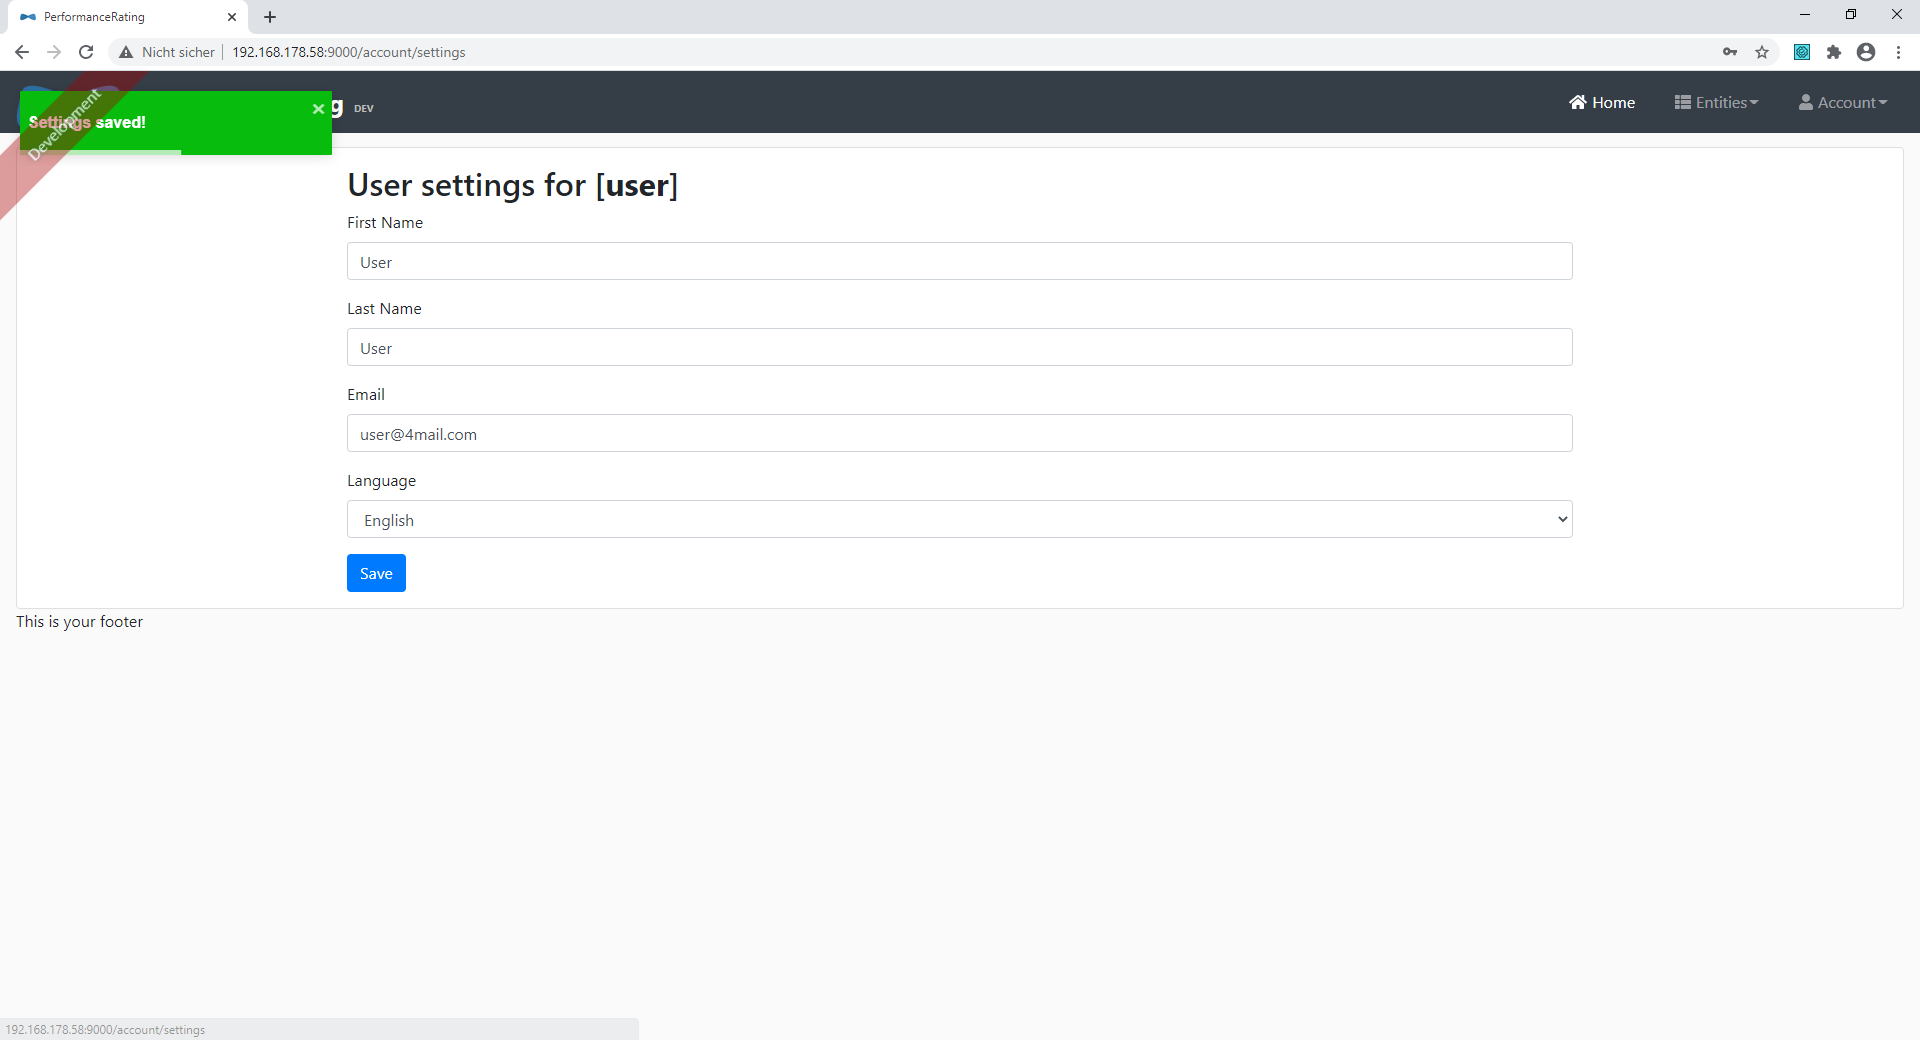 PerformanceRating
Nicht sicher
192.168.178.58:9000/account/settings
g DEV
Home
Entities
Account
Settings saved!
Development
User settings for [user]
First Name
User
Last Name
User
Email
user@4mail.com
Language
English
Save
This is your footer
192.168.178.58:9000/account/settings